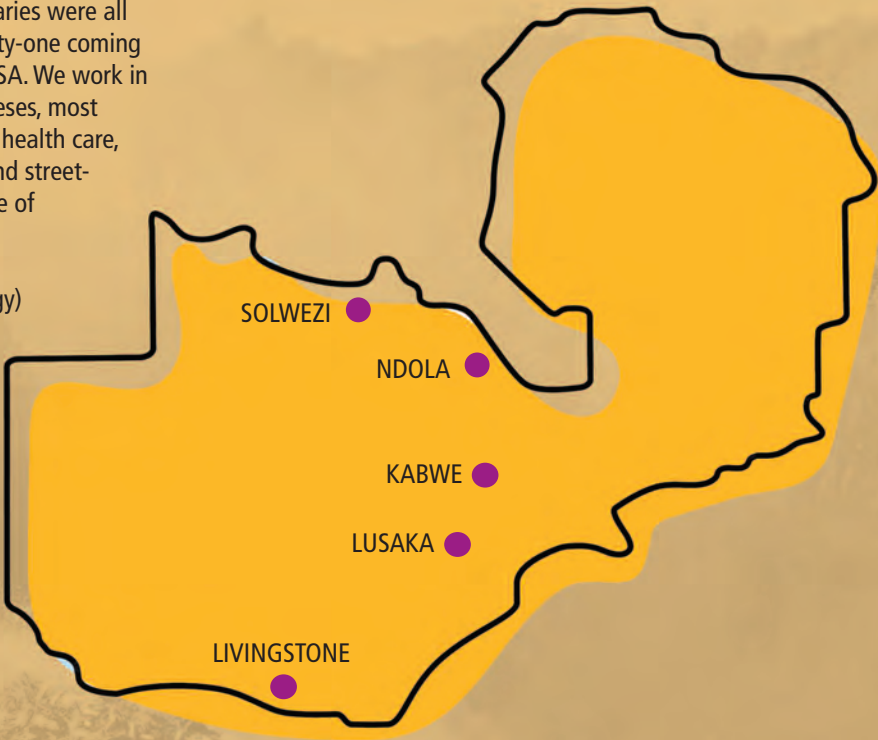 aries were all
ty-one coming
SA. We work in
eses, most
health care,
nd street-
e of
gy)
SOLWEZI
NDOLA
KABWE
LUSAKA
LIVINGSTONE